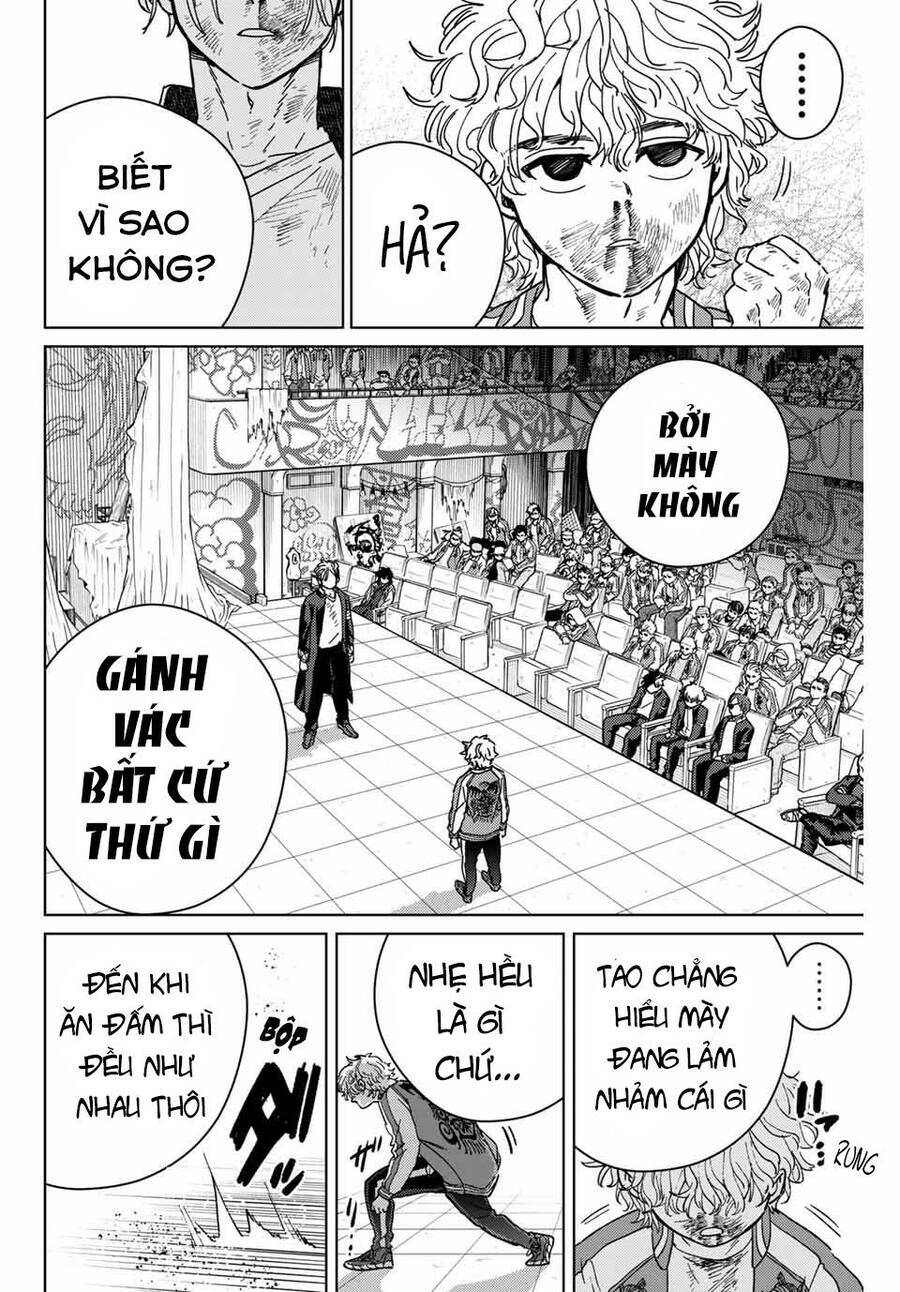 ……
HẢ?
BIẾT
VÌ SAO
KHÔNG?
BỞI
MÀY
KHÔNG
GÁNH
VÁC
BẤT CỨ
THỨ GÌ
……
TAO CHẲNG
HIỂU MÀY
ĐANG LẢM
NHẢM CÁI GÌ
RUNG
NHẸ HỀU
LÀ GÌ
CHỨ...
ĐẾN KHI
ĂN ĐẤM THÌ
ĐỀU NHƯ
NHAU THÔI
BỘP